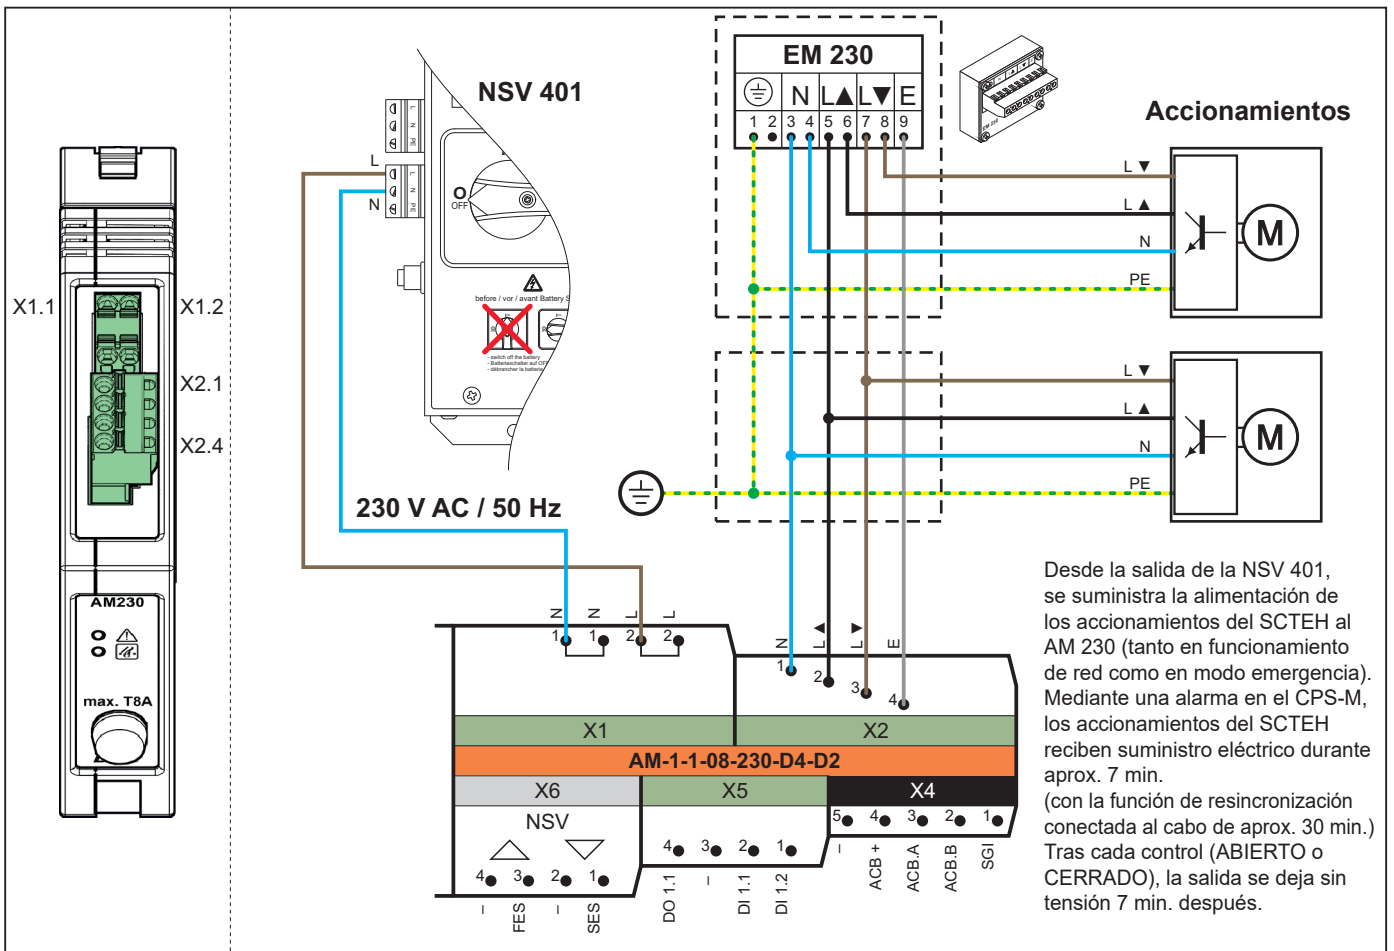 X1.1
X1.2
X2.1
X2.4
AM230
max. T8A
NSV 401
L
N
PE
L
N
L
N
PE
O
OFF
before / vor / avant Battery S
- switch off the battery
- Batterieschalter auf OFF
- débrancher la batterie
230 V AC / 50 Hz
EM 230
N L▲ L▼ E
1 2 3 4 5 6 7 8 9
EM 230
Accionamientos
L ▼
L ▲
N
PE
M
L ▼
L ▲
N
PE
M
N N L L
1 1 2 2
N L▲ L▼ E
1 2 3 4
X1 X2
AM-1-1-08-230-D4-D2
X6 X5 X4
NSV
4 3 2 1
– FES – SES
4 3 2 1
DO 1.1 – DI 1.1 DI 1.2
5 4 3 2 1
– ACB + ACB.A ACB.B SGI
Desde la salida de la NSV 401,
se suministra la alimentación de
los accionamientos del SCTEH al
AM 230 (tanto en funcionamiento
de red como en modo emergencia).
Mediante una alarma en el CPS-M,
los accionamientos del SCTEH
reciben suministro eléctrico durante
aprox. 7 min.
(con la función de resincronización
conectada al cabo de aprox. 30 min.)
Tras cada control (ABIERTO o
CERRADO), la salida se deja sin
tensión 7 min. después.